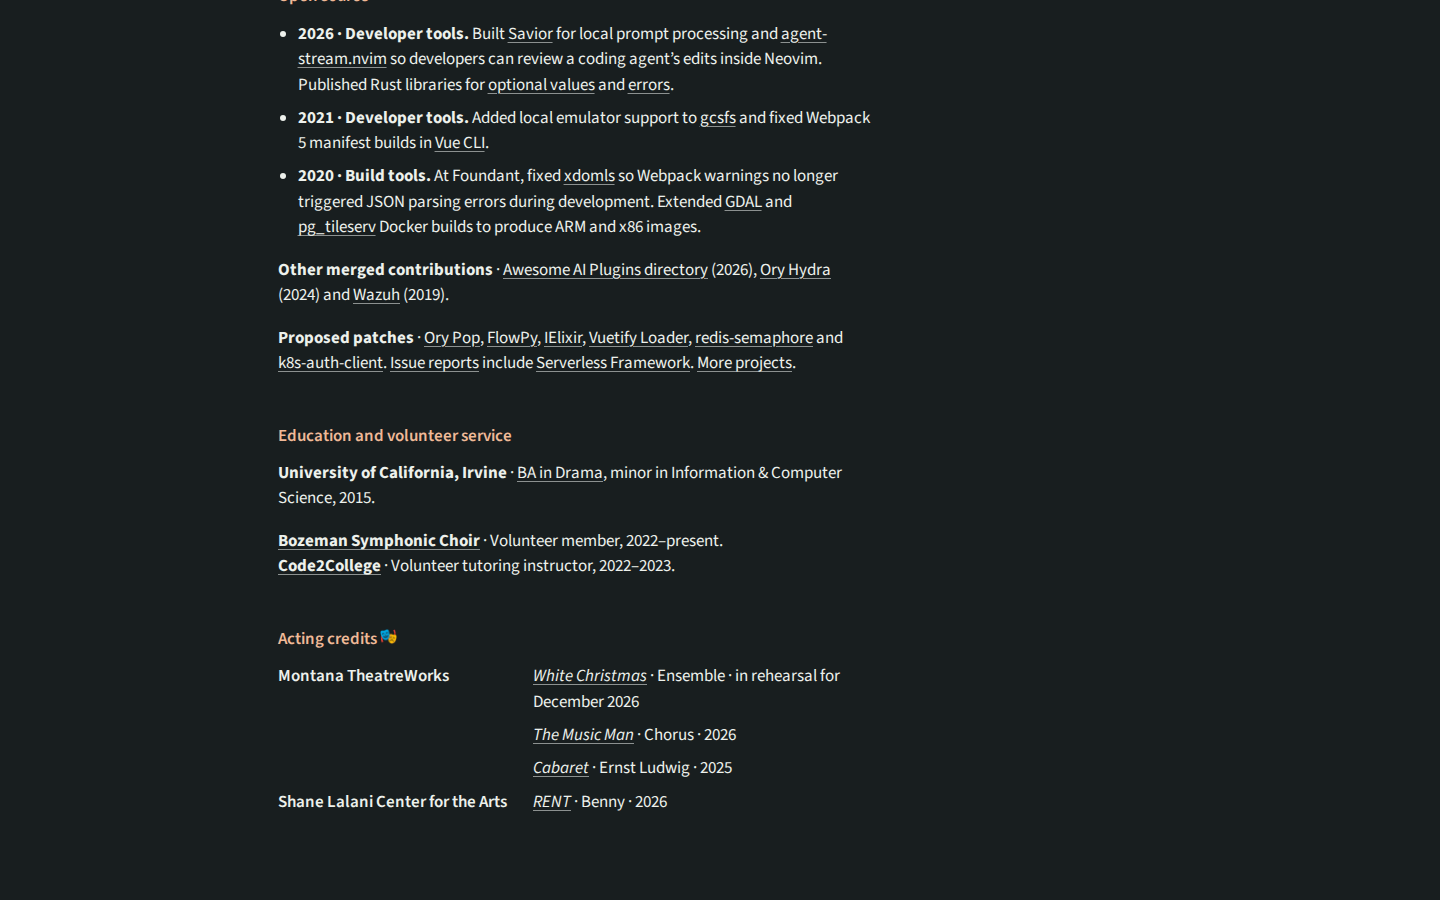 2026 · Developer tools. Built Savior for local prompt processing and agent-
stream.nvim so developers can review a coding agent’s edits inside Neovim.
Published Rust libraries for optional values and errors.
2021 · Developer tools. Added local emulator support to gcsfs and fixed Webpack
5 manifest builds in Vue CLI.
2020 · Build tools. At Foundant, fixed xdomls so Webpack warnings no longer
triggered JSON parsing errors during development. Extended GDAL and
pg_tileserv Docker builds to produce ARM and x86 images.
Other merged contributions · Awesome AI Plugins directory (2026), Ory Hydra
(2024) and Wazuh (2019).
Proposed patches · Ory Pop, FlowPy, IElixir, Vuetify Loader, redis-semaphore and
k8s-auth-client. Issue reports include Serverless Framework. More projects.
Education and volunteer service
University of California, Irvine · BA in Drama, minor in Information & Computer
Science, 2015.
Bozeman Symphonic Choir · Volunteer member, 2022–present.
Code2College · Volunteer tutoring instructor, 2022–2023.
Acting credits 🎭
Montana TheatreWorks White Christmas · Ensemble · in rehearsal for
December 2026
The Music Man · Chorus · 2026
Cabaret · Ernst Ludwig · 2025
Shane Lalani Center for the Arts RENT · Benny · 2026